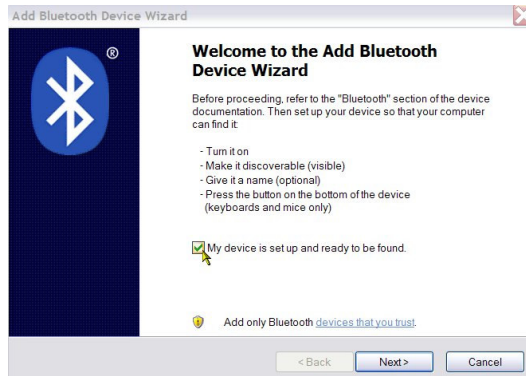 Add Bluetooth Device Wizard
®
Welcome to the Add Bluetooth
Device Wizard
Before proceeding, refer to the "Bluetooth" section of the device
documentation. Then set up your device so that your computer
can find it:
- Turn it on
- Make it discoverable (visible)
- Give it a name (optional)
- Press the button on the bottom of the device
(keyboards and mice only)
My device is set up and ready to be found.
Add only Bluetooth devices that you trust.
< Back Next > Cancel